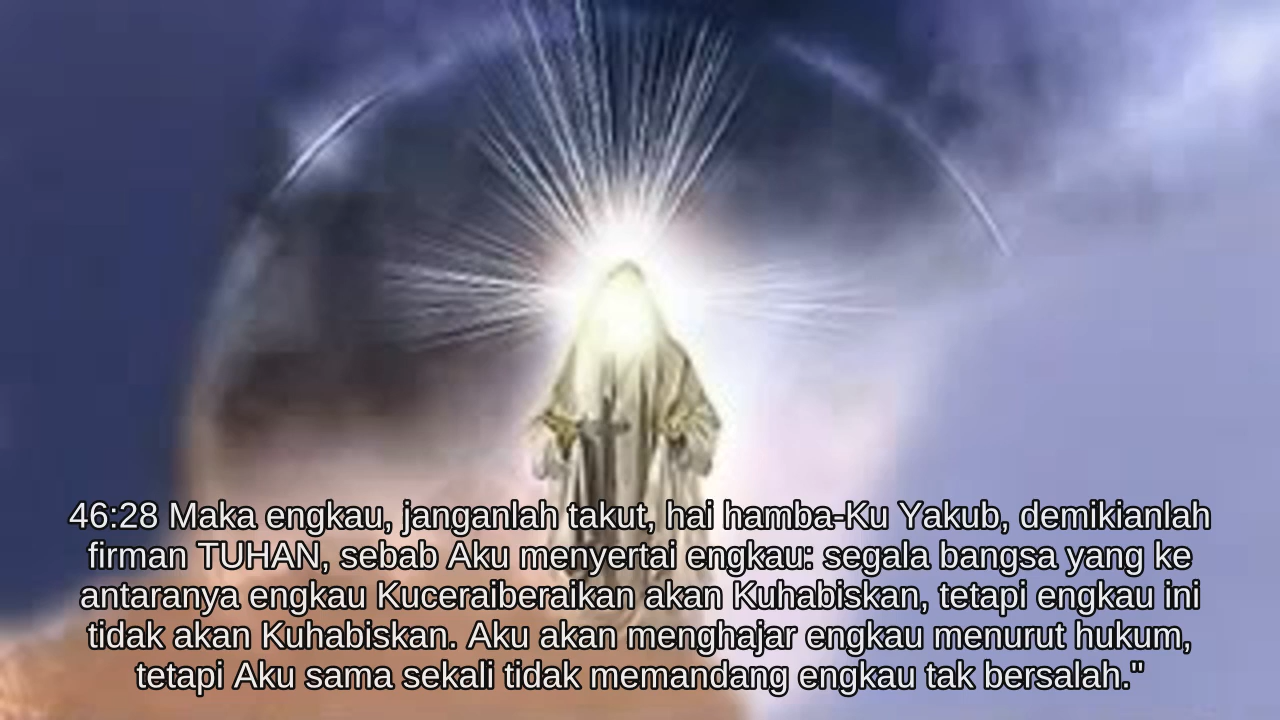 46:28 Maka engkau, janganlah takut, hai hamba-Ku Yakub, demikianlah
firman TUHAN, sebab Aku menyertai engkau: segala bangsa yang ke
antaranya engkau Kuceraiberaikan akan Kuhabiskan, tetapi engkau ini
tidak akan Kuhabiskan. Aku akan menghajar engkau menurut hukum,
tetapi Aku sama sekali tidak memandang engkau tak bersalah."